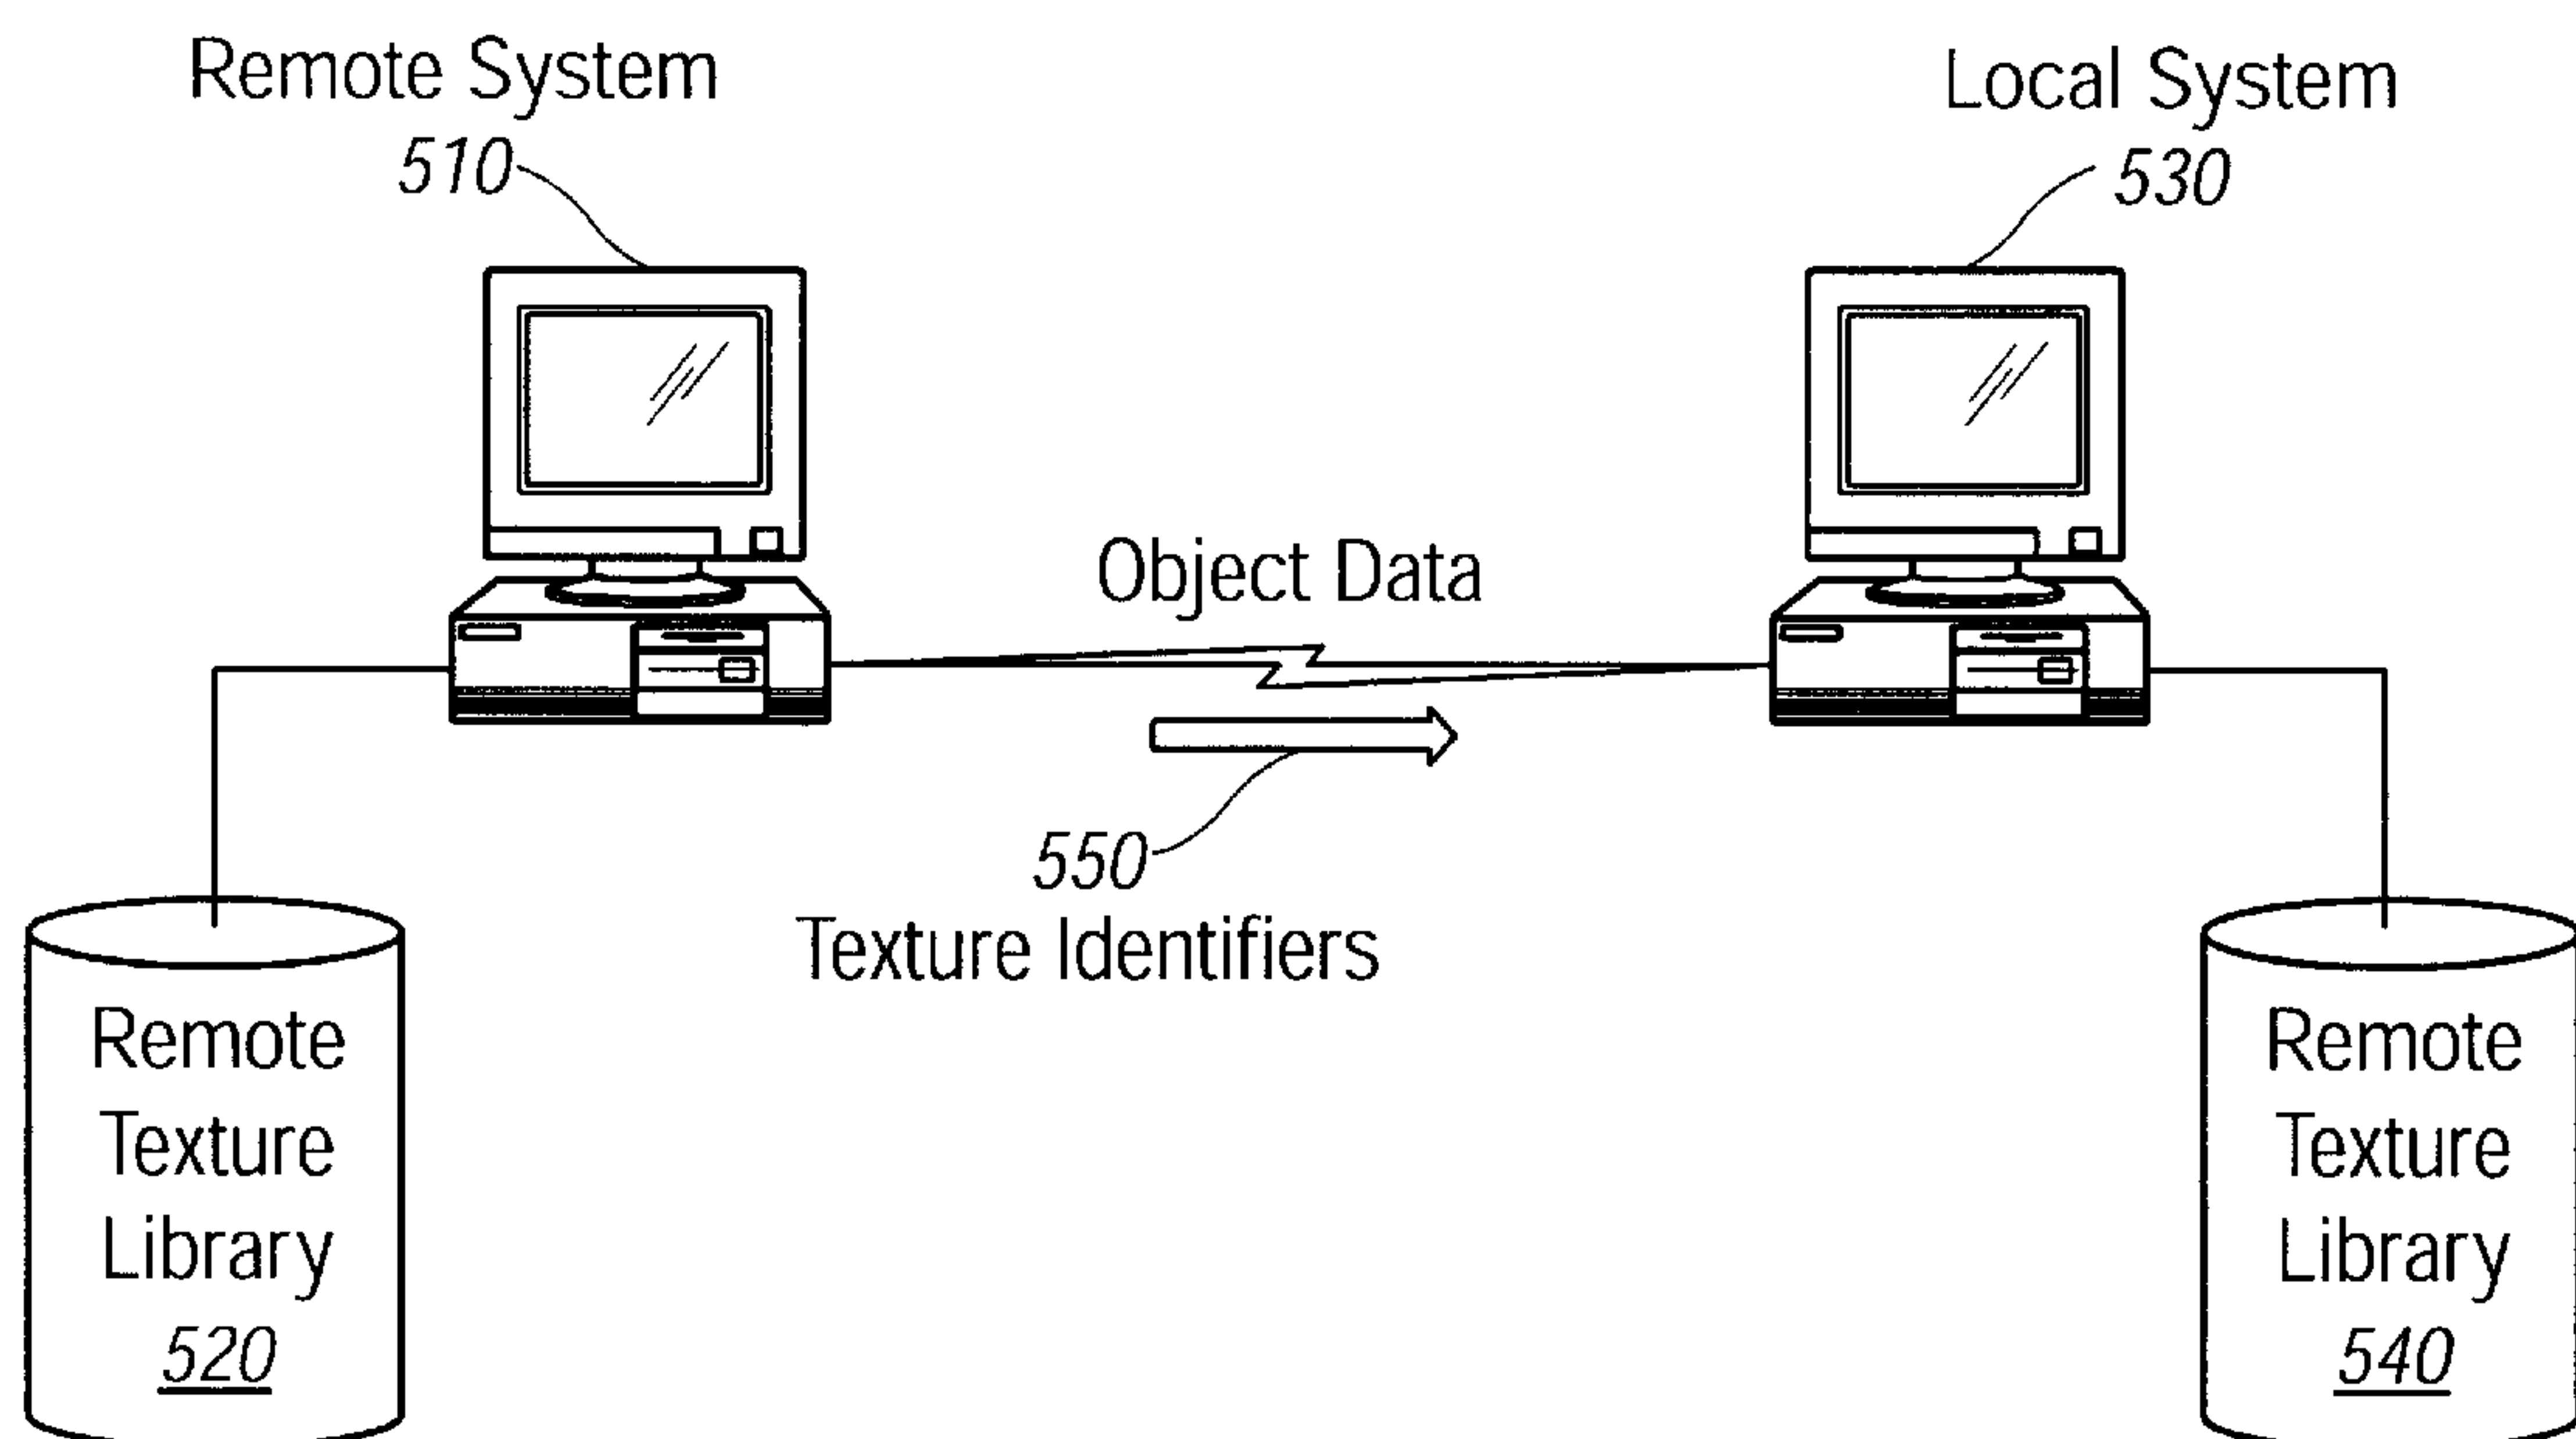 Remote System
510
Local System
530
Object Data
550
Texture Identifiers
Remote
Texture
Library
520
Remote
Texture
Library
540